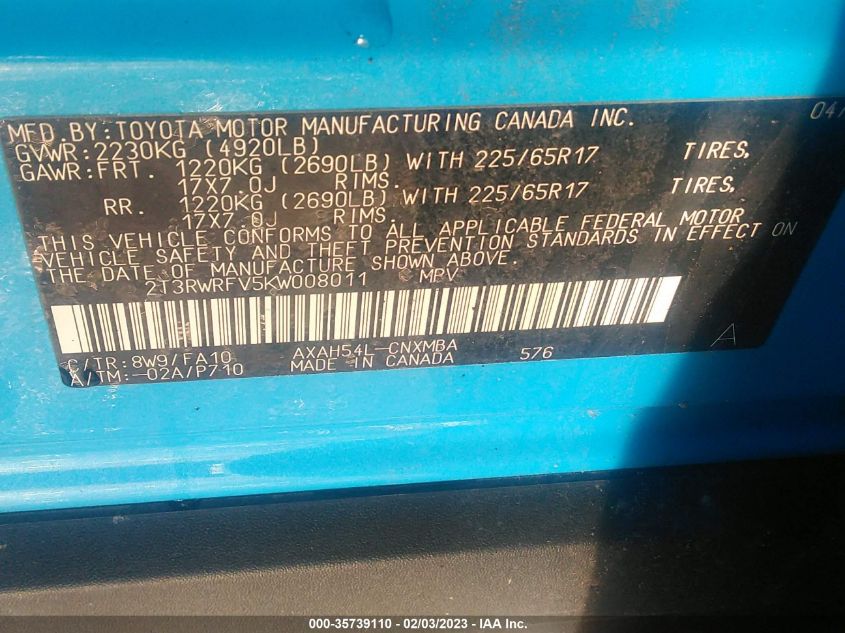 MFD.BY:TOYOTA MOTOR MANUFACTURING CANADA INC. 04/
GVWR:2230KG (4920LB)
GAWR:FRT. 1220KG (2690LB) WITH 225/65R17 TIRES,
17X7.0J RIMS.
RR. 1220KG (2690LB) WITH 225/65R17 TIRES,
17X7.0J RIMS.
THIS VEHICLE CONFORMS TO ALL APPLICABLE FEDERAL MOTOR
VEHICLE SAFETY AND THEFT PREVENTION STANDARDS IN EFFECT ON
THE DATE OF MANUFACTURE SHOWN ABOVE.
2T3RWRFV5KW008011 MPV
C/TR:8W9/FA10 AXAH54L-CNXMBA 576 A
A/TM:-02A/P710 MADE IN CANADA
000-35739110 - 02/03/2023 - IAA Inc.